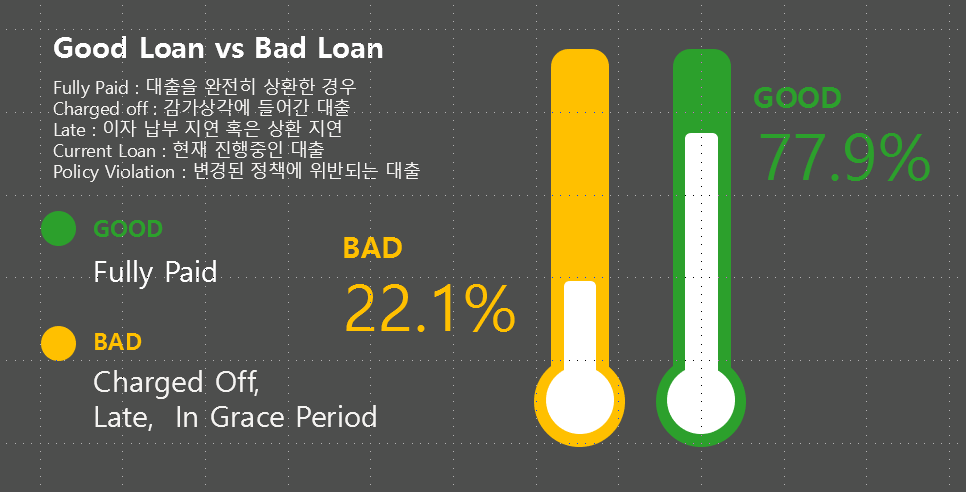 Good Loan vs Bad Loan
Fully Paid : 대출을 완전히 상환한 경우
Charged off : 감가상각에 들어간 대출
Late : 이자 납부 지연 혹은 상환 지연
Current Loan : 현재 진행중인 대출
Policy Violation : 변경된 정책에 위반되는 대출
GOOD
Fully Paid
BAD
Charged Off,
Late, In Grace Period
BAD
22.1%
GOOD
77.9%